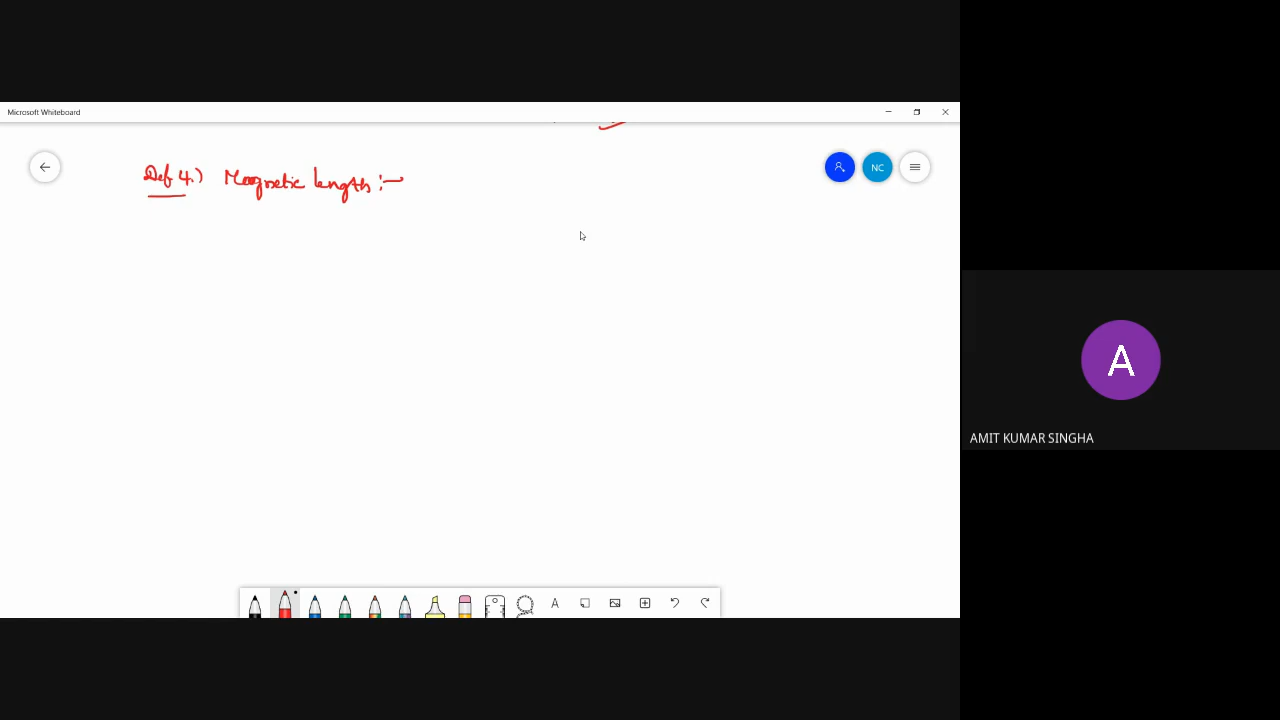 Microsoft Whiteboard
Def 4.) Magnetic length :-
NC
A
AMIT KUMAR SINGHA
A